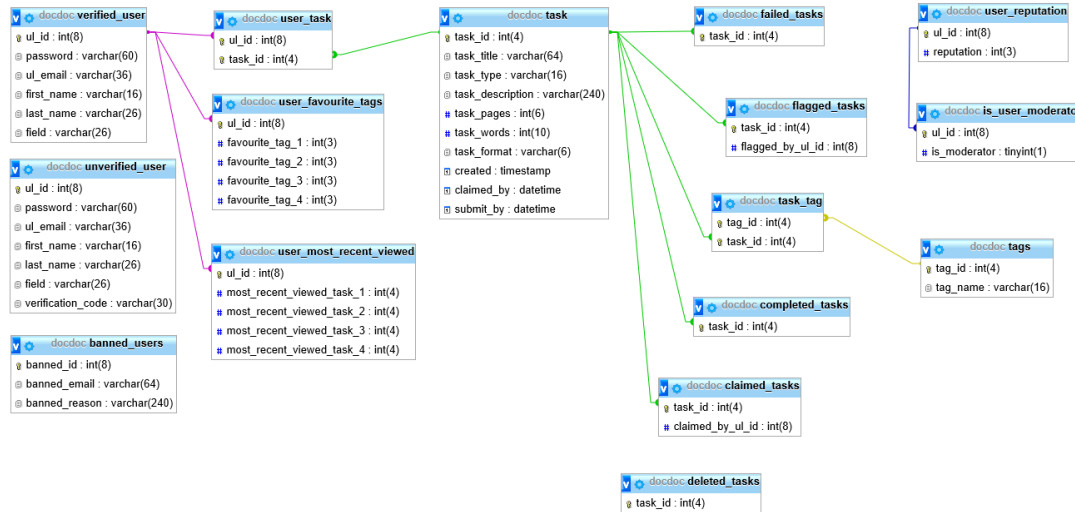 docdoc verified_user
ul_id : int(8)
password : varchar(60)
ul_email : varchar(36)
first_name : varchar(16)
last_name : varchar(26)
field : varchar(26)
docdoc unverified_user
ul_id : int(8)
password : varchar(60)
ul_email : varchar(36)
first_name : varchar(16)
last_name : varchar(26)
field : varchar(26)
verification_code : varchar(30)
docdoc banned_users
banned_id : int(8)
banned_email : varchar(64)
banned_reason : varchar(240)
docdoc user_task
ul_id : int(8)
task_id : int(4)
docdoc user_favourite_tags
ul_id : int(8)
# favourite_tag_1 : int(3)
# favourite_tag_2 : int(3)
# favourite_tag_3 : int(3)
# favourite_tag_4 : int(3)
docdoc user_most_recent_viewed
ul_id : int(8)
# most_recent_viewed_task_1 : int(4)
# most_recent_viewed_task_2 : int(4)
# most_recent_viewed_task_3 : int(4)
# most_recent_viewed_task_4 : int(4)
docdoc task
task_id : int(4)
task_title : varchar(64)
task_type : varchar(16)
task_description : varchar(240)
# task_pages : int(6)
# task_words : int(10)
task_format : varchar(6)
created : timestamp
claimed_by : datetime
submit_by : datetime
docdoc failed_tasks
task_id : int(4)
docdoc flagged_tasks
task_id : int(4)
# flagged_by_ul_id : int(8)
docdoc task_tag
tag_id : int(4)
task_id : int(4)
docdoc completed_tasks
task_id : int(4)
docdoc claimed_tasks
task_id : int(4)
# claimed_by_ul_id : int(8)
docdoc deleted_tasks
task_id : int(4)
docdoc user_reputation
ul_id : int(8)
# reputation : int(3)
docdoc is_user_moderato
ul_id : int(8)
# is_moderator : tinyint(1)
docdoc tags
tag_id : int(4)
tag_name : varchar(16)